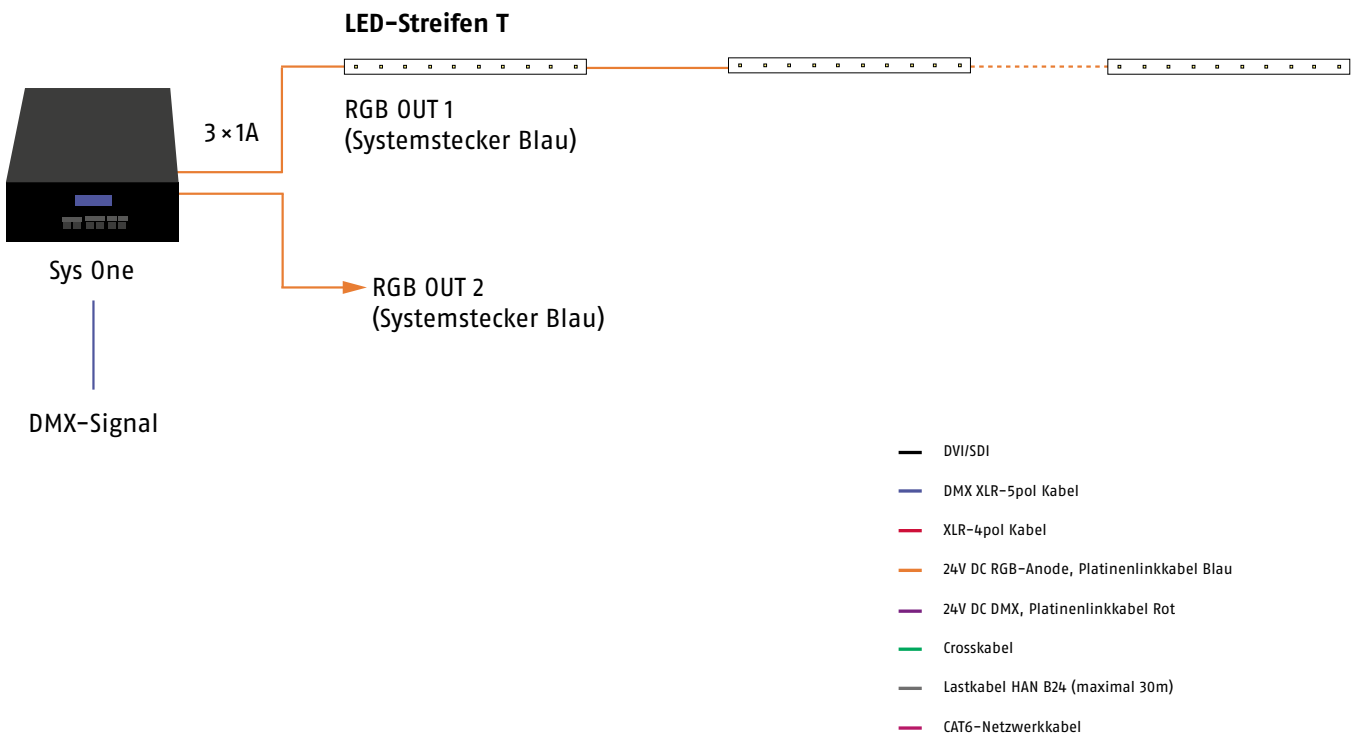 LED-Streifen T
3 × 1A
RGB OUT 1
(Systemstecker Blau)
Sys One
RGB OUT 2
(Systemstecker Blau)
DMX-Signal
DVI/SDI
DMX XLR-5pol Kabel
XLR-4pol Kabel
24V DC RGB-Anode, Platinenlinkkabel Blau
24V DC DMX, Platinenlinkkabel Rot
Crosskabel
Lastkabel HAN B24 (maximal 30m)
CAT6-Netzwerkkabel